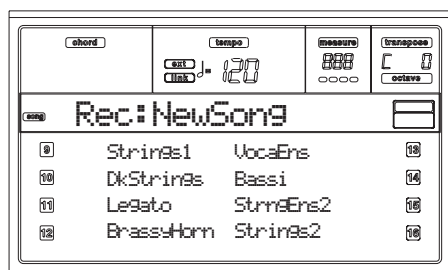 chord tempo measure transpose
ext link ♩= 120 888 C 0
octave
song Rec:NewSong
9 Strings1 VocaEns 13
10 DkStrings Bassi 14
11 Legato StrngEns2 15
12 BrassyHorn Strings2 16